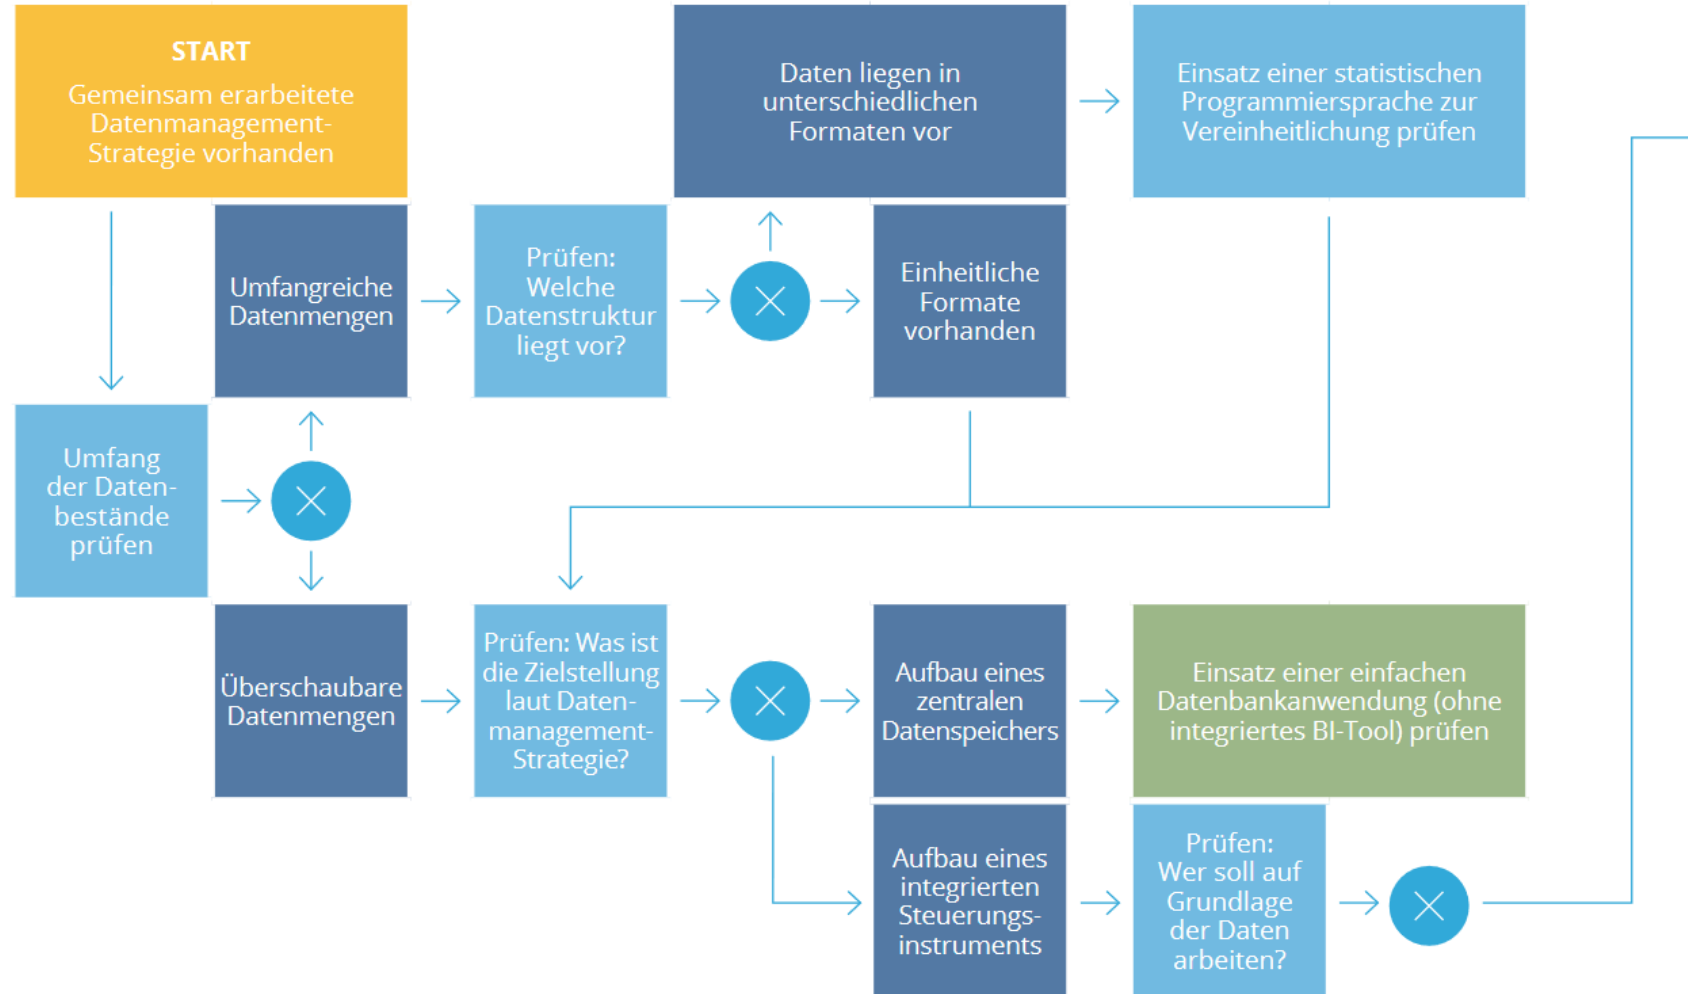 START
Gemeinsam erarbeitete
Datenmanagement-
Strategie vorhanden
Umfang
der Daten-
bestände
prüfen
Umfangreiche
Datenmengen
Prüfen:
Welche
Datenstruktur
liegt vor?
Daten liegen in
unterschiedlichen
Formaten vor
Einsatz einer statistischen
Programmiersprache zur
Vereinheitlichung prüfen
Einheitliche
Formate
vorhanden
Überschaubare
Datenmengen
Prüfen: Was ist
die Zielstellung
laut Daten-
management-
Strategie?
Aufbau eines
zentralen
Datenspeichers
Einsatz einer einfachen
Datenbankanwendung (ohne
integriertes BI-Tool) prüfen
Aufbau eines
integrierten
Steuerungs-
instruments
Prüfen:
Wer soll auf
Grundlage
der Daten
arbeiten?